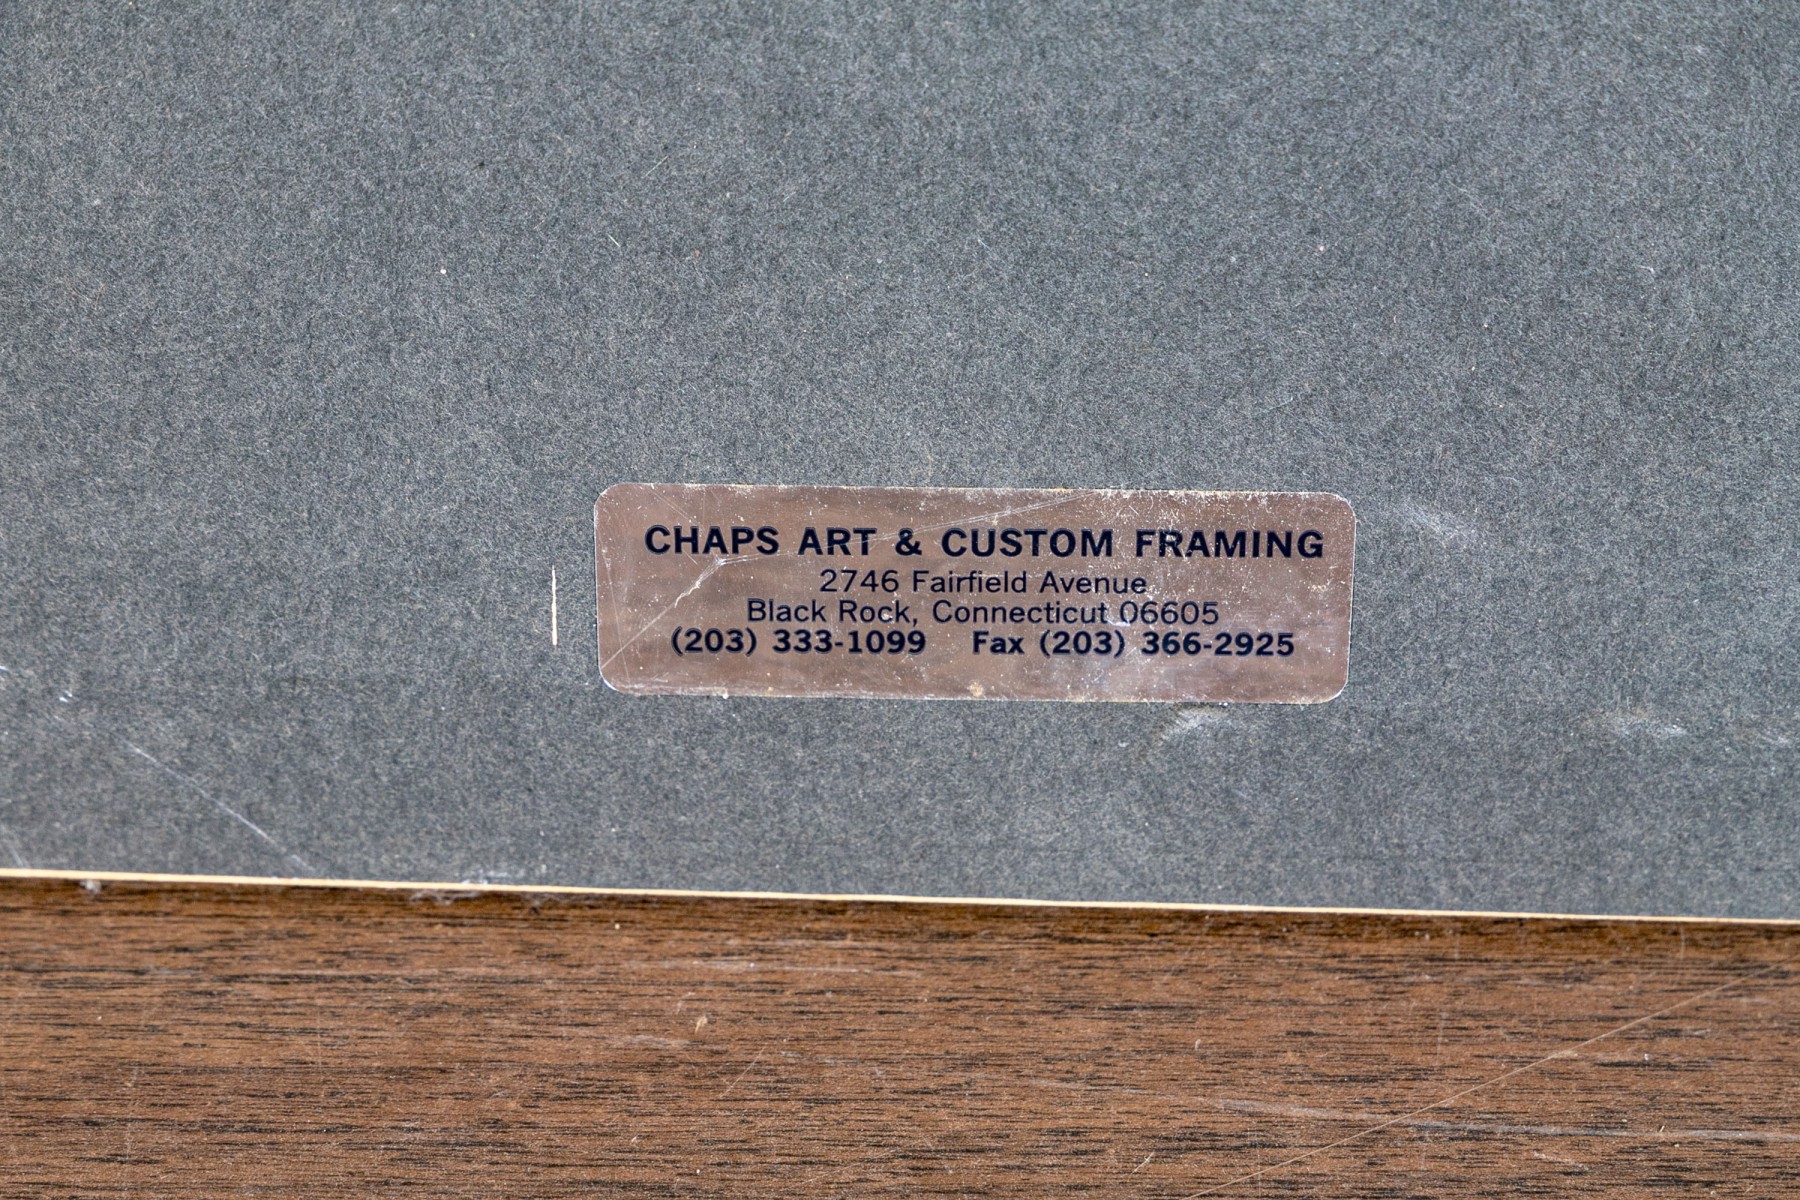 CHAPS ART & CUSTOM FRAMING
2746 Fairfield Avenue
Black Rock, Connecticut 06605
(203) 333-1099 Fax (203) 366-2925